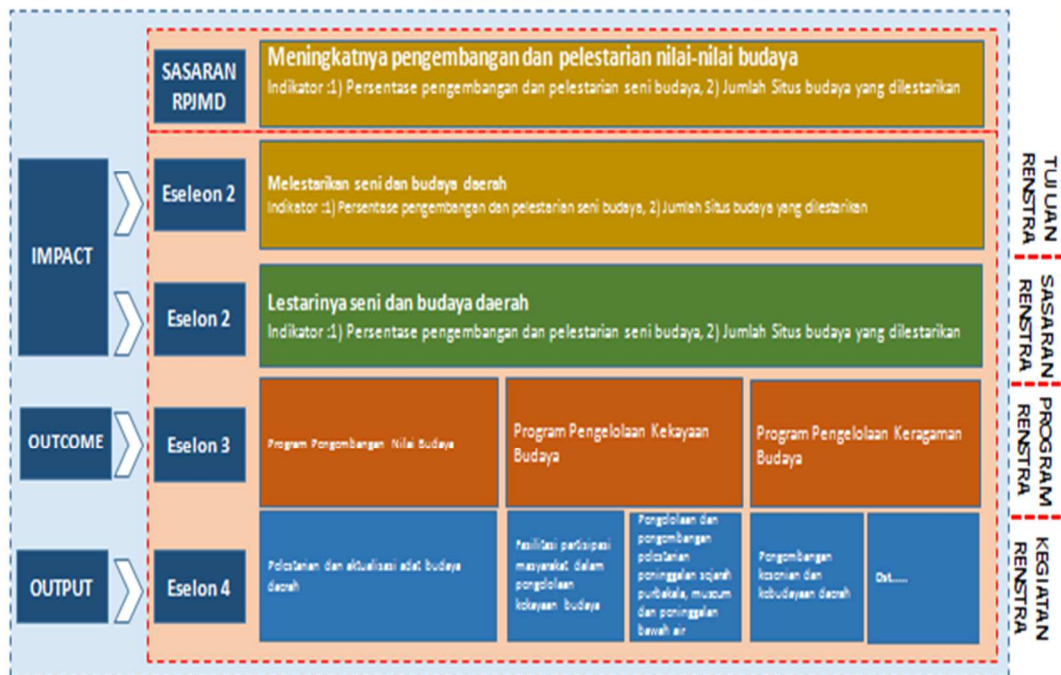 SASARAN
RPJMD
Meningkatnya pengembangan dan pelestarian nilai-nilai budaya
Indikator :1) Persentase pengembangan dan pelestarian seni budaya, 2) Jumlah Situs budaya yang dilestarikan
IMPACT
Eseleon 2
Melestarikan seni dan budaya daerah
Indikator :1) Persentase pengembangan dan pelestarian seni budaya, 2) Jumlah Situs budaya yang dilestarikan
TUJUAN
RENSTRA
Eselon 2
Lestarinya seni dan budaya daerah
Indikator :1) Persentase pengembangan dan pelestarian seni budaya, 2) Jumlah Situs budaya yang dilestarikan
SASARAN
RENSTRA
OUTCOME
Eselon 3
Program Pengembangan Nilai Budaya
Program Pengelolaan Kekayaan
Budaya
Program Pengelolaan Keragaman
Budaya
PROGRAM
RENSTRA
OUTPUT
Eselon 4
Pelestarian dan aktualisasi adat budaya
daerah
Fasilitasi partisipasi
masyarakat dalam
pengelolaan
kekayaan budaya
Pengelolaan dan
pengembangan
pelestarian
peninggalan sejarah
purbakala, museum
dan peninggalan
bawah air
Pengembangan
kesenian dan
kebudayaan daerah
Dst......
KEGIATAN
RENSTRA